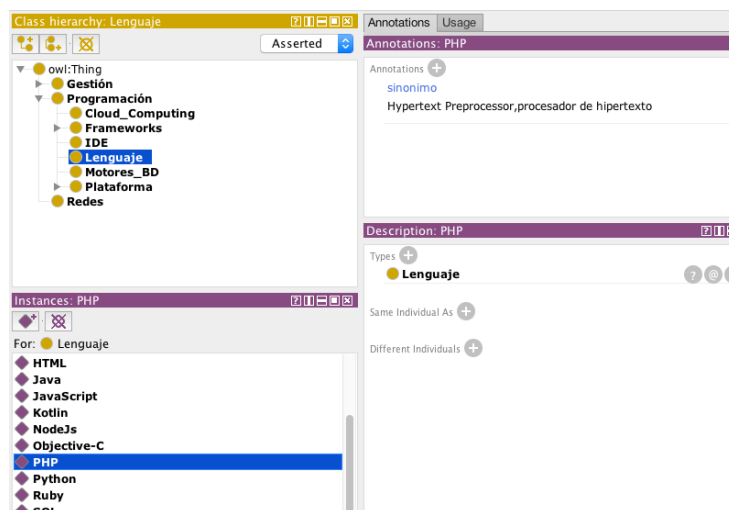 Class hierarchy: Lenguaje
Asserted
owl:Thing
Gestión
Programación
Cloud_Computing
Frameworks
IDE
Lenguaje
Motores_BD
Plataforma
Redes
Instances: PHP
For: Lenguaje
HTML
Java
JavaScript
Kotlin
NodeJs
Objective-C
PHP
Python
Ruby
Annotations Usage
Annotations: PHP
Annotations
sinonimo
Hypertext Preprocessor,procesador de hipertexto
Description: PHP
Types
Lenguaje
Same Individual As
Different Individuals